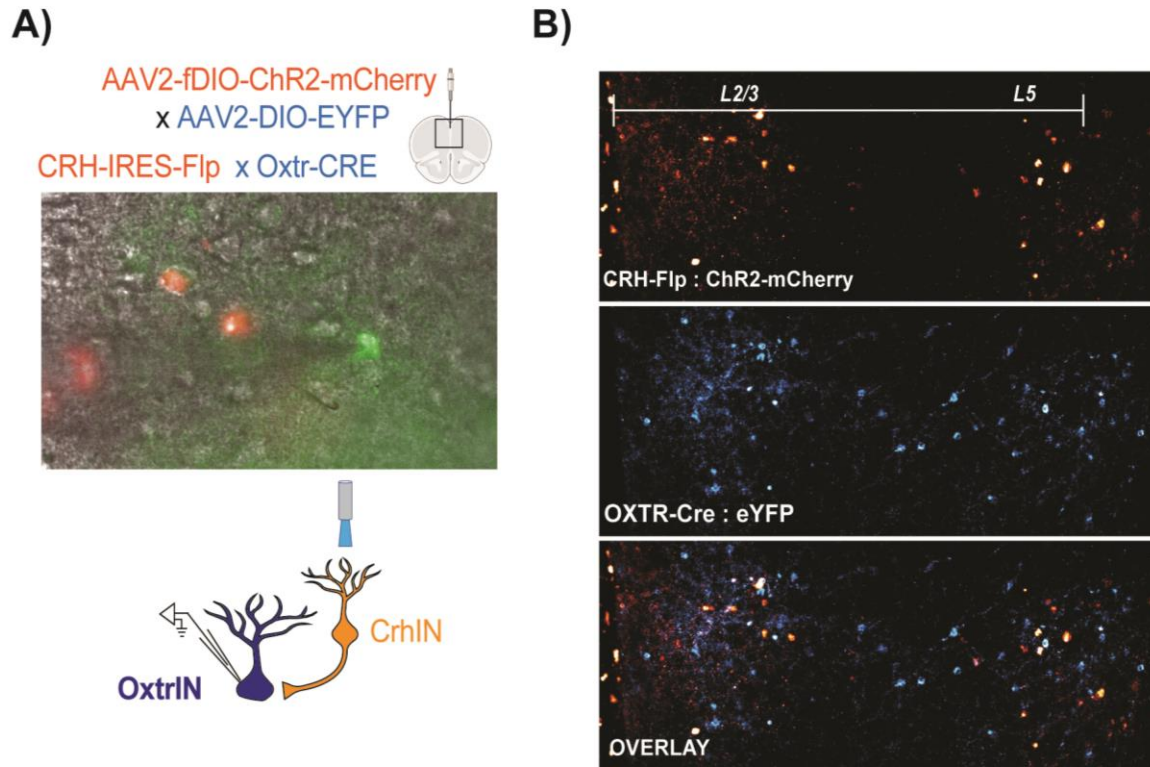 A)
AAV2-fDIO-ChR2-mCherry
x AAV2-DIO-EYFP
CRH-IRES-Flp x Oxtr-CRE
CrhIN
OxtrIN
B)
L2/3 L5
CRH-Flp : ChR2-mCherry
OXTR-Cre : eYFP
OVERLAY